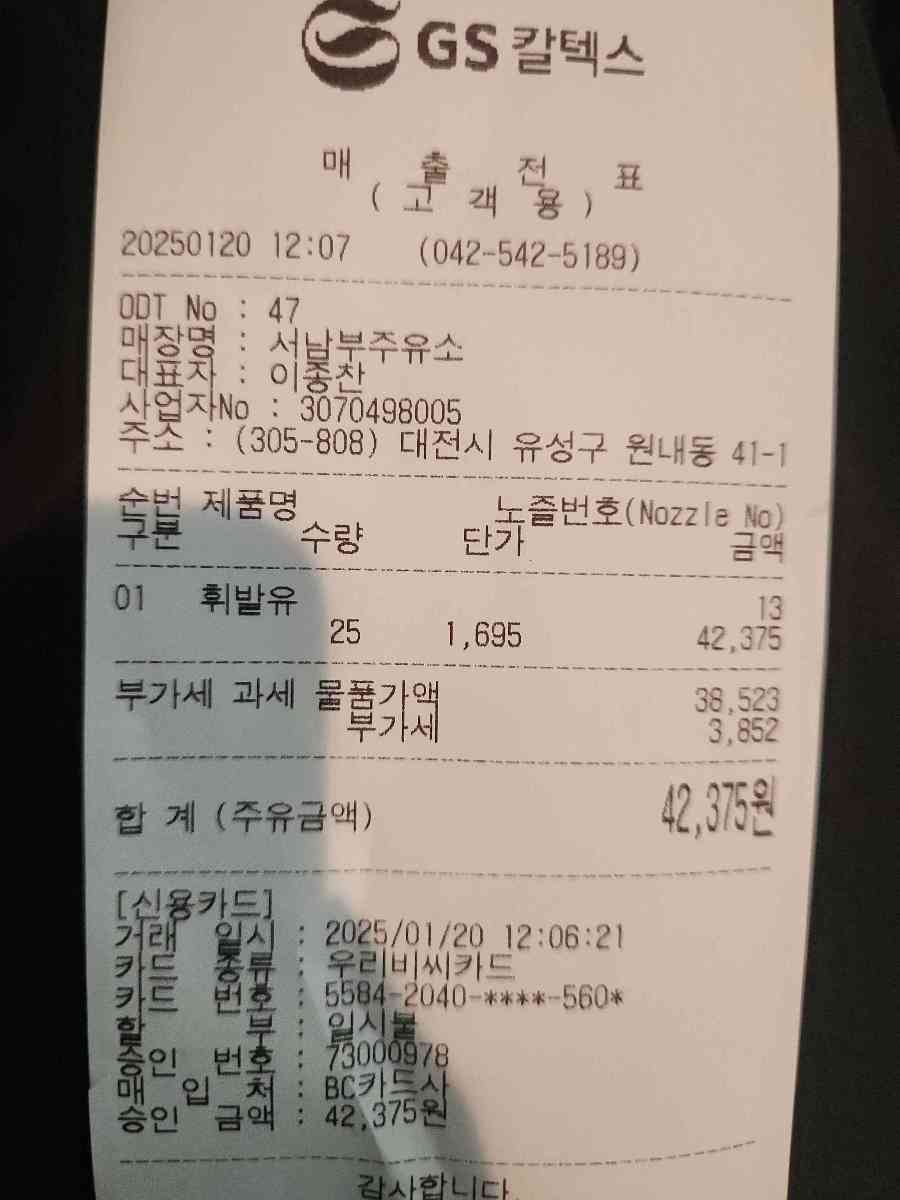 GS칼텍스
매 출 전 표
( 고 객 용 )
20250120 12:07 (042-542-5189)
ODT No : 47
매장명 : 서남부주유소
대표자 : 이종찬
사업자No : 3070498005
주소 : (305-808) 대전시 유성구 원내동 41-1
순번 제품명 노즐번호(Nozzle No)
구분 수량 단가 금액
01 휘발유 13
25 1,695 42,375
부가세 과세 물품가액 38,523
부가세 3,852
합 계 (주유금액) 42,375원
[신용카드]
거래 일시 : 2025/01/20 12:06:21
카드 종류 : 우리비씨카드
카드 번호 : 5584-2040-****-560*
할 부 : 일시불
승인 번호 : 73000978
매 입 처 : BC카드사
승인 금액 : 42,375원
감사합니다.